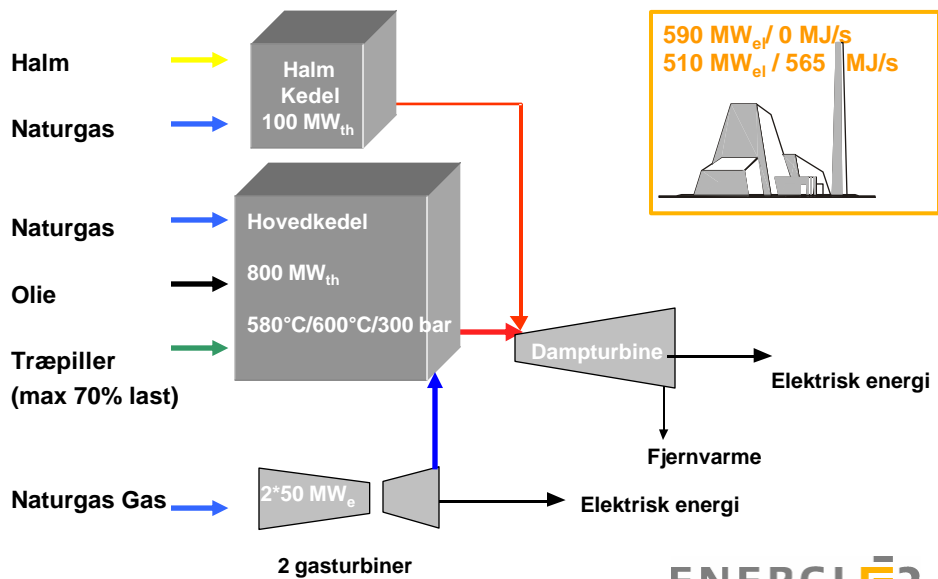 Halm
Naturgas
Halm
Kedel
100 MWth
590 MWel/ 0 MJ/s
510 MWel / 565 MJ/s
Naturgas
Olie
Træpiller
(max 70% last)
Hovedkedel
800 MWth
580°C/600°C/300 bar
Dampturbine
Elektrisk energi
Fjernvarme
Naturgas Gas
2*50 MWe
Elektrisk energi
2 gasturbiner
ENERGI E2